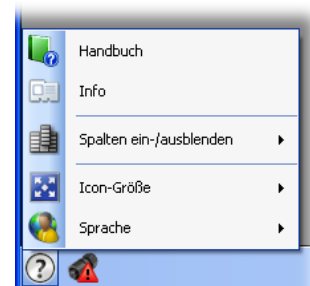 Handbuch
Info
Spalten ein-/ausblenden
Icon-Größe
Sprache